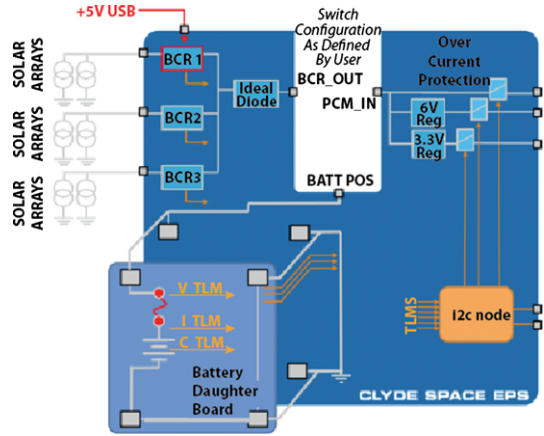 +5V USB
Switch
Configuration
As Defined
By User
SOLAR
ARRAYS
BCR 1
BCR_OUT
Over
Current
Protection
Ideal
Diode
PCM_IN
SOLAR
ARRAYS
BCR2
6V
Reg
3.3V
Reg
SOLAR
ARRAYS
BCR3
BATT POS
V TLM
I TLM
C TLM
TLMS
i2c node
Battery
Daughter
Board
CLYDE SPACE EPS